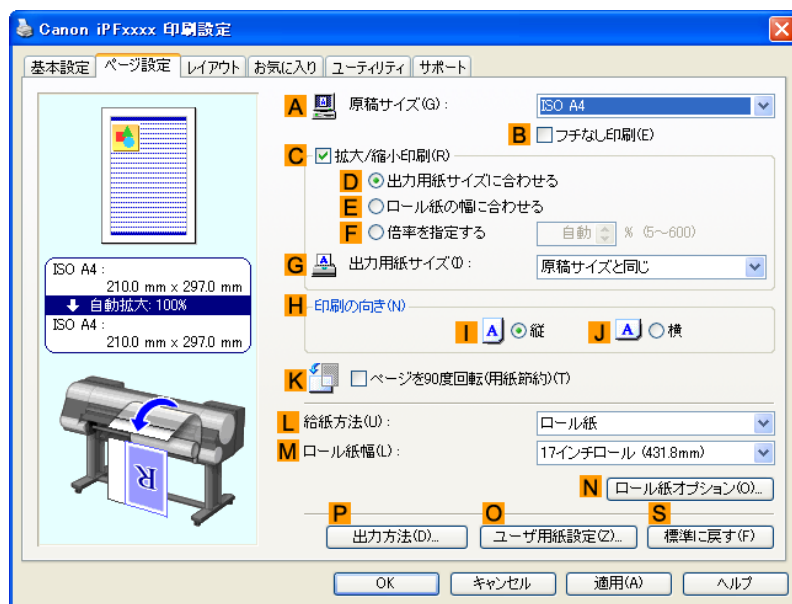 Canon iPFxxxx 印刷設定
基本設定 ページ設定 レイアウト お気に入り ユーティリティ サポート
A 原稿サイズ(G): ISO A4
B フチなし印刷(E)
C 拡大/縮小印刷(R)
D 出力用紙サイズに合わせる
E ロール紙の幅に合わせる
F 倍率を指定する 自動 % (5～600)
G 出力用紙サイズ(I): 原稿サイズと同じ
ISO A4 :
210.0 mm x 297.0 mm
自動拡大: 100%
ISO A4 :
210.0 mm x 297.0 mm
H 印刷の向き(N)
I A 縦 J A 横
K ページを90度回転(用紙節約)(T)
R
L 給紙方法(U): ロール紙
M ロール紙幅(L): 17インチロール (431.8mm)
N ロール紙オプション(O)...
P O S
出力方法(D)... ユーザ用紙設定(Z)... 標準に戻す(F)
OK キャンセル 適用(A) ヘルプ